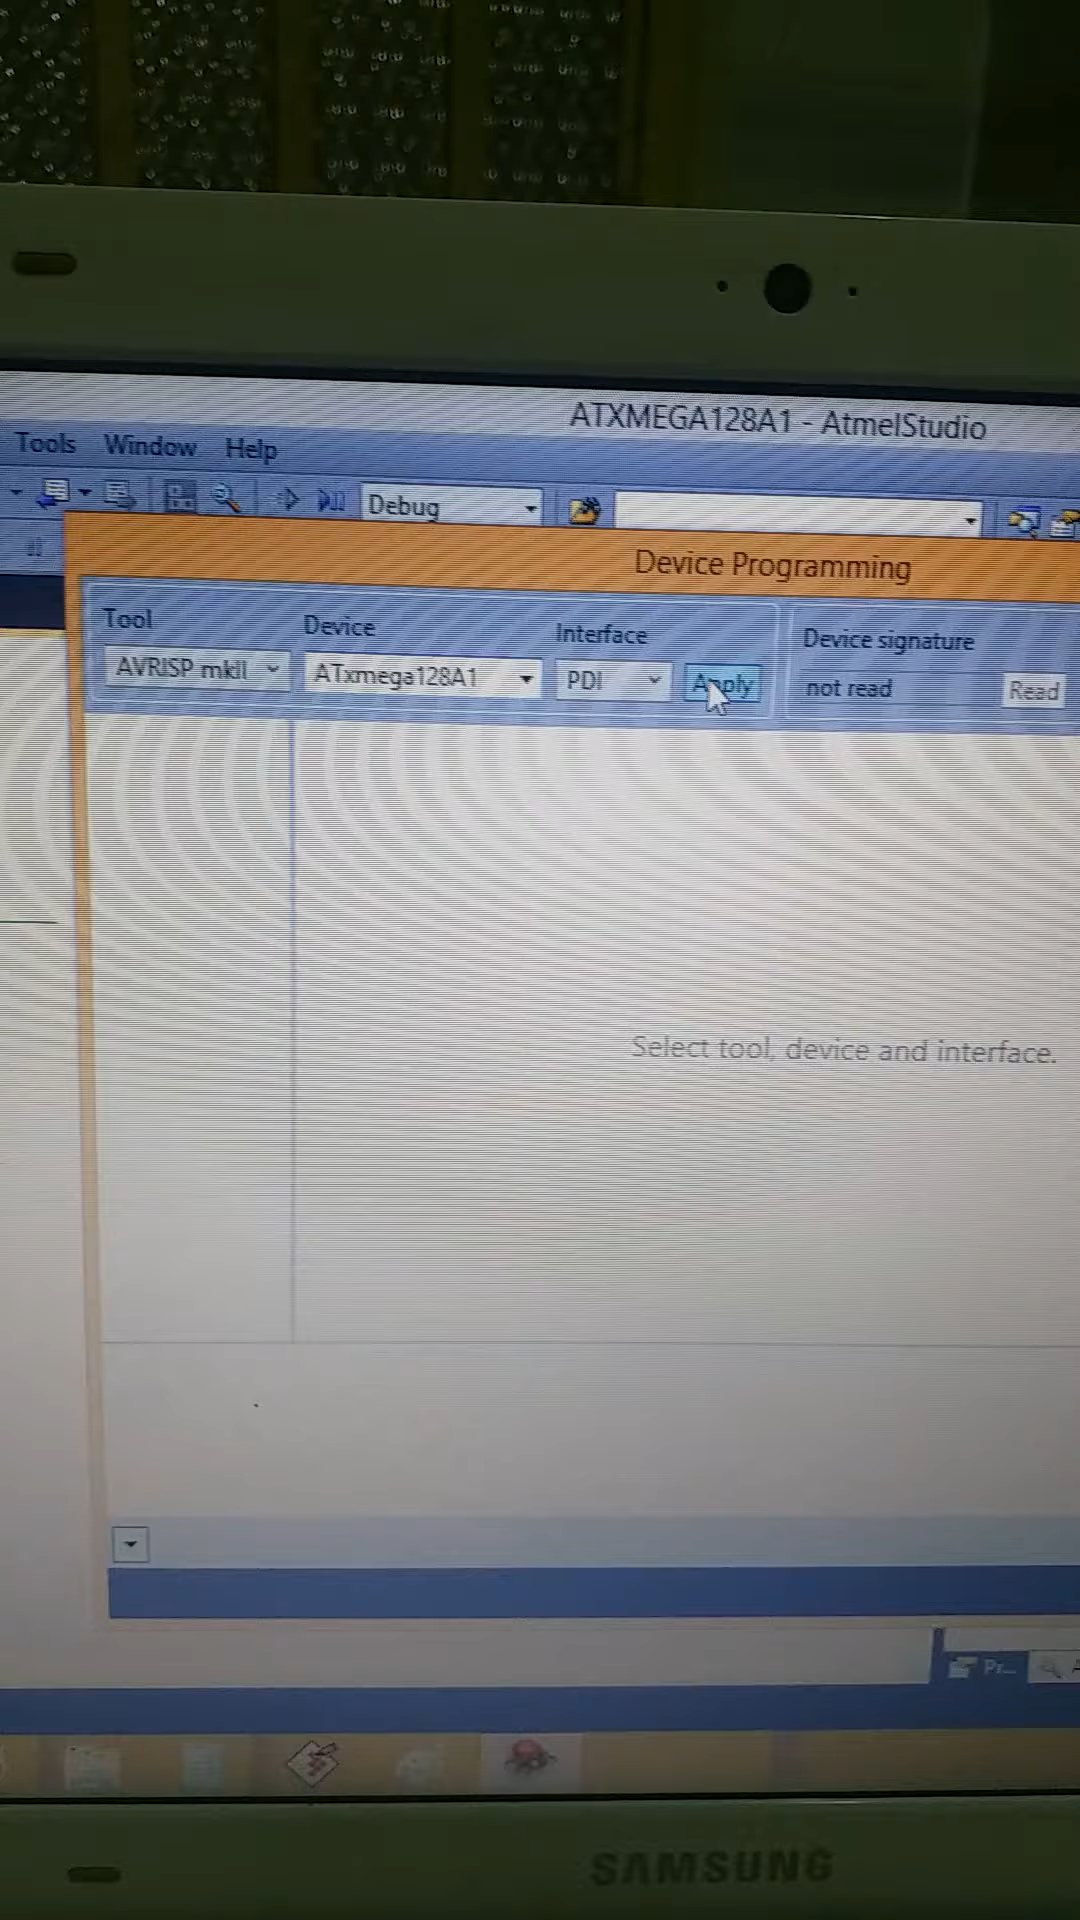 ATXMEGA128A1 - AtmelStudio
Tools Window Help
Debug
Device Programming
Tool Device Interface Device signature
AVRISP mkII ATxmega128A1 PDI Apply not read Read
Select tool, device and interface.
Pr...
SAMSUNG